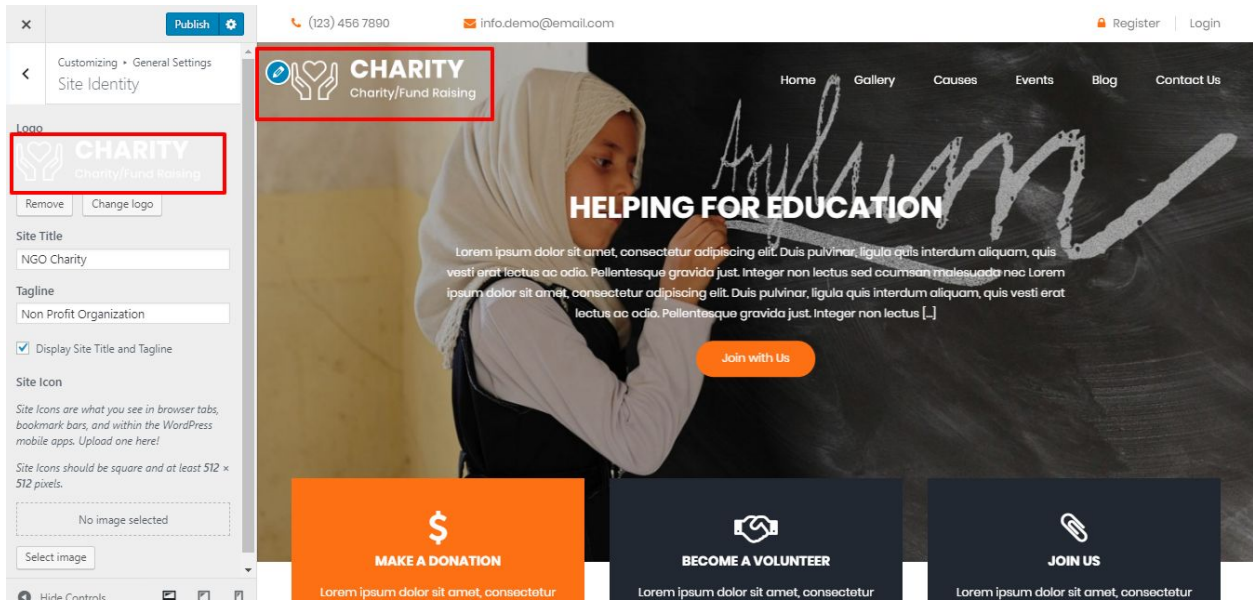 Publish
Customizing ▸ General Settings
Site Identity
Logo
CHARITY
Charity/Fund Raising
Remove
Change logo
Site Title
NGO Charity
Tagline
Non Profit Organization
Display Site Title and Tagline
Site Icon
Site Icons are what you see in browser tabs,
bookmark bars, and within the WordPress
mobile apps. Upload one here!
Site Icons should be square and at least 512 ×
512 pixels.
No image selected
Select image
Hide Controls
(123) 456 7890
info.demo@email.com
Register
Login
CHARITY
Charity/Fund Raising
Home
Gallery
Causes
Events
Blog
Contact Us
Asylum
HELPING FOR EDUCATION
Lorem ipsum dolor sit amet, consectetur adipiscing elit. Duis pulvinar, ligula quis interdum aliquam, quis
vesti erat lectus ac odio. Pellentesque gravida just. Integer non lectus sed ccumsan malesuada nec Lorem
ipsum dolor sit amet, consectetur adipiscing elit. Duis pulvinar, ligula quis interdum aliquam, quis vesti erat
lectus ac odio. Pellentesque gravida just. Integer non lectus […]
Join with Us
$
MAKE A DONATION
Lorem ipsum dolor sit amet, consectetur
BECOME A VOLUNTEER
Lorem ipsum dolor sit amet, consectetur
JOIN US
Lorem ipsum dolor sit amet, consectetur